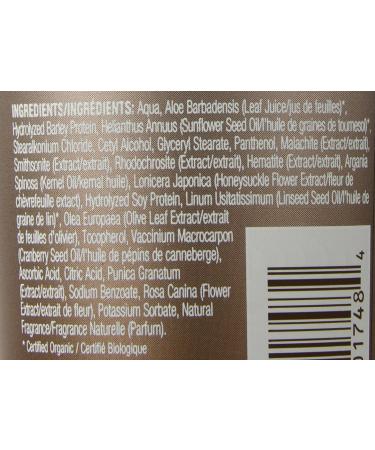 INGREDIENTS/INGRÉDIENTS: Aqua, Aloe Barbadensis (Leaf Juice/jus de feuilles)*,
Hydrolyzed Barley Protein, Helianthus Annuus (Sunflower Seed Oil/l'huile de graines de tournesol)*,
Stearalkonium Chloride, Cetyl Alcohol, Glyceryl Stearate, Panthenol, Malachite (Extract/extrait),
Smithsonite (Extract/extrait), Rhodochrosite (Extract/extrait), Hematite (Extract/extrait), Argania
Spinosa (Kernel Oil/kernal huile), Lonicera Japonica (Honeysuckle Flower Extract/fleur de
chèvrefeuille extract), Hydrolyzed Soy Protein, Linum Usitatissimum (Linseed Seed Oil/l'huile de
graine de lin)*, Olea Europaea (Olive Leaf Extract/extrait
de feuilles d'olivier), Tocopherol, Vaccinium Macrocarpon
(Cranberry Seed Oil/l'huile de pépins de canneberge),
Ascorbic Acid, Citric Acid, Punica Granatum
(Extract/extrait), Sodium Benzoate, Rosa Canina (Flower
Extract/extrait de fleur), Potassium Sorbate, Natural
Fragrance/Fragrance Naturelle (Parfum).
* Certified Organic / Certifié Biologique
01748 4